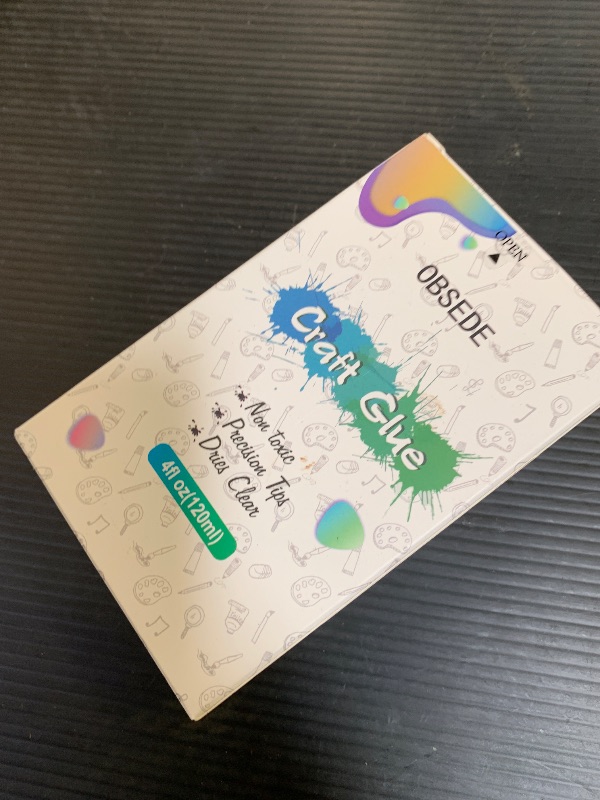 OPEN
OBSEDE
Craft Glue
Non toxic
Precision Tips
Dries Clear
4fl oz(120ml)